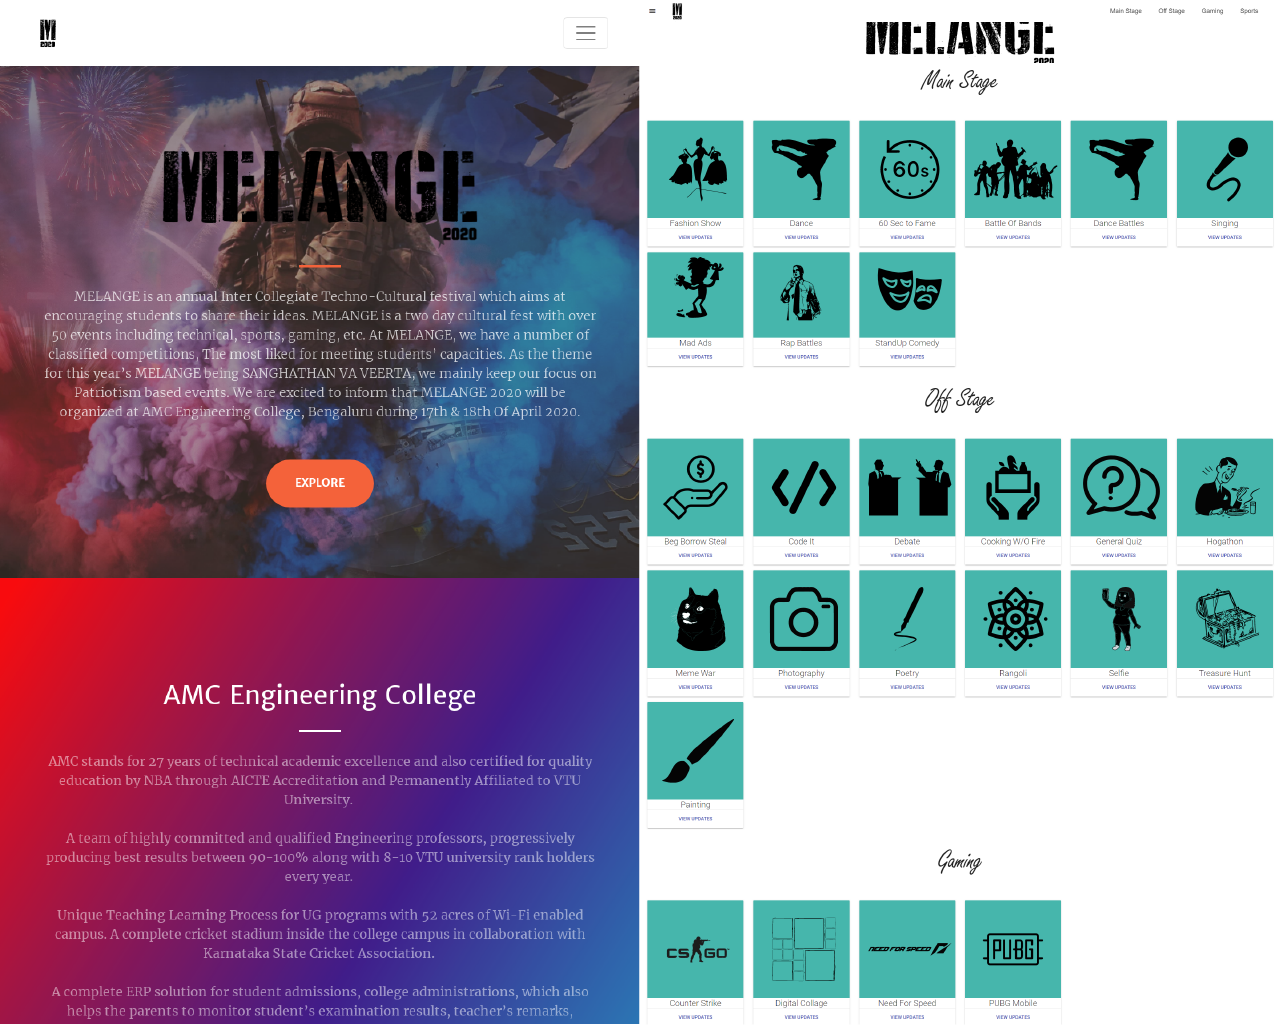 M
2020
MELANGE
2020
MELANGE is an annual Inter Collegiate Techno-Cultural festival which aims at
encouraging students to share their ideas. MELANGE is a two day cultural fest with over
50 events including technical, sports, gaming, etc. At MELANGE, we have a number of
classified competitions, The most liked for meeting students' capacities. As the theme
for this year's MELANGE being SANGHATHAN VA VEERTA, we mainly keep our focus on
Patriotism based events. We are excited to inform that MELANGE 2020 will be
organized at AMC Engineering College, Bengaluru during 17th & 18th Of April 2020.
EXPLORE
AMC Engineering College
AMC stands for 27 years of technical academic excellence and also certified for quality
education by NBA through AICTE Accreditation and Permanently Affiliated to VTU
University.
A team of highly committed and qualified Engineering professors, progressively
producing best results between 90-100% along with 8-10 VTU university rank holders
every year.
Unique Teaching Learning Process for UG programs with 52 acres of Wi-Fi enabled
campus. A complete cricket stadium inside the college campus in collaboration with
Karnataka State Cricket Association.
A complete ERP solution for student admissions, college administrations, which also
helps the parents to monitor student's examination results, teacher's remarks,
M
2020
Main Stage Off Stage Gaming Sports
MELANGE
2020
Main Stage
60s
Fashion Show Dance 60 Sec to Fame Battle Of Bands Dance Battles Singing
VIEW UPDATES VIEW UPDATES VIEW UPDATES VIEW UPDATES VIEW UPDATES VIEW UPDATES
Mad Ads Rap Battles StandUp Comedy
VIEW UPDATES VIEW UPDATES VIEW UPDATES
Off Stage
Beg Borrow Steal Code It Debate Cooking W/O Fire General Quiz Hogathon
VIEW UPDATES VIEW UPDATES VIEW UPDATES VIEW UPDATES VIEW UPDATES VIEW UPDATES
Meme War Photography Poetry Rangoli Selfie Treasure Hunt
VIEW UPDATES VIEW UPDATES VIEW UPDATES VIEW UPDATES VIEW UPDATES VIEW UPDATES
Painting
VIEW UPDATES
Gaming
CS GO NEED FOR SPEED PUBG
Counter Strike Digital Collage Need For Speed PUBG Mobile
VIEW UPDATES VIEW UPDATES VIEW UPDATES VIEW UPDATES